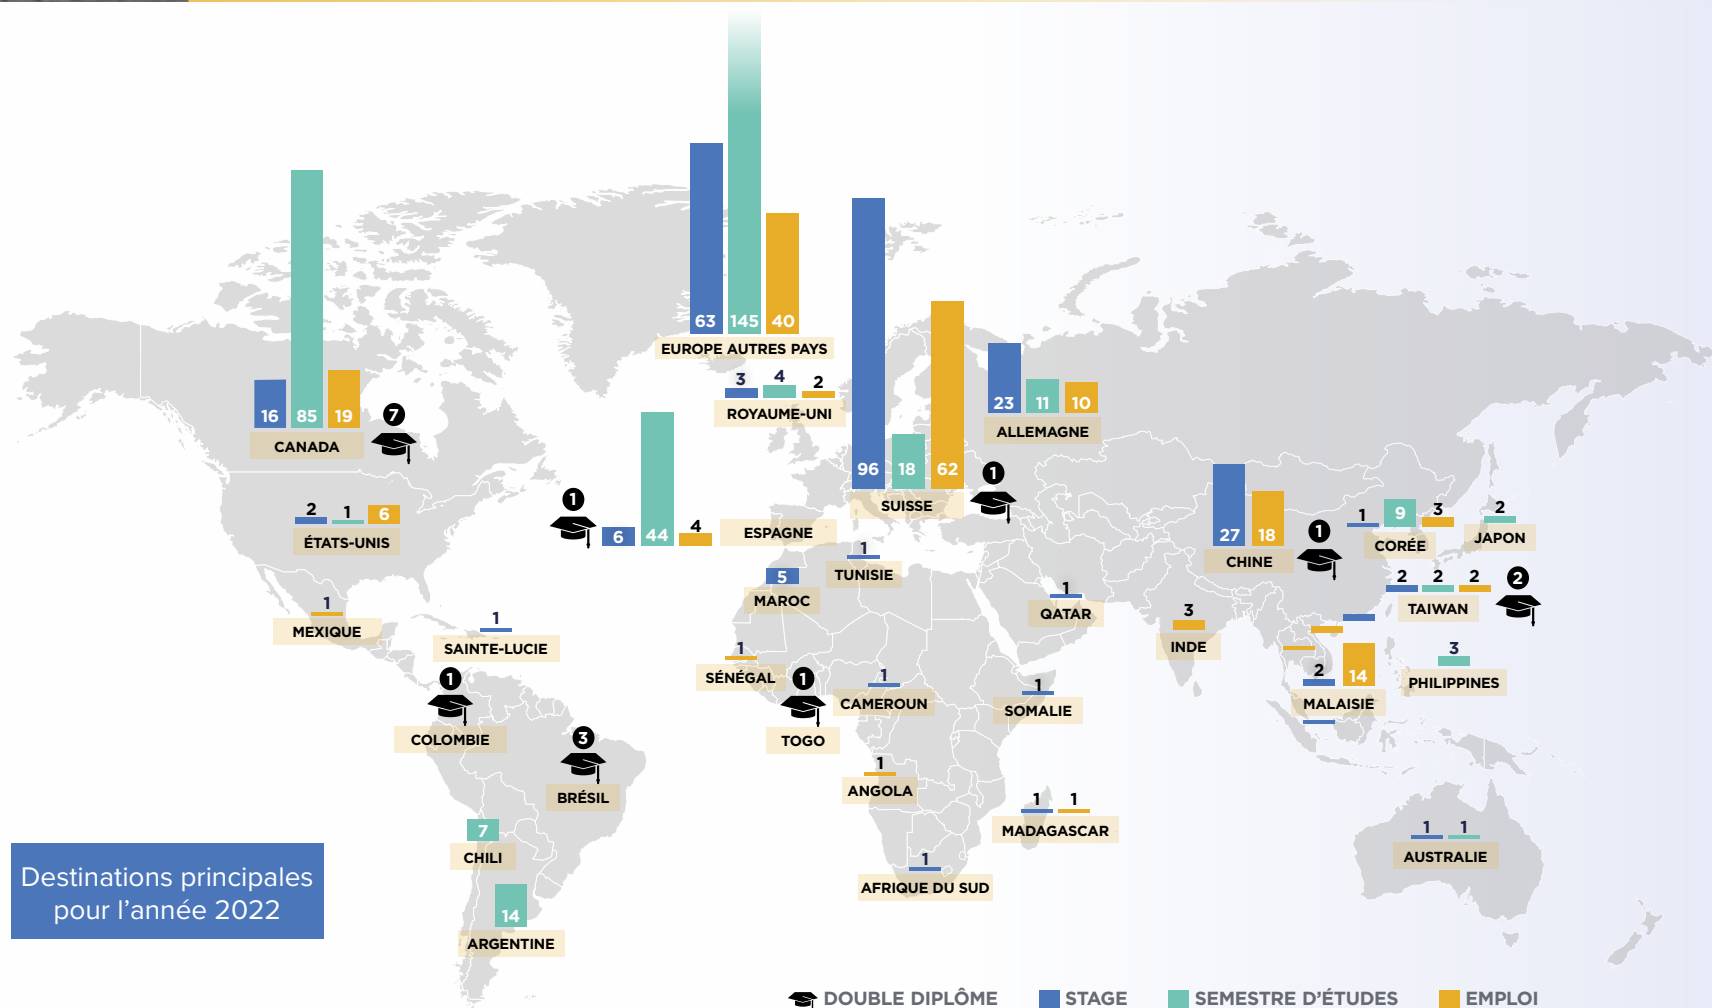 63 145 40
EUROPE AUTRES PAYS
3 4 2
ROYAUME-UNI
16 85 19
7
CANADA
23 11 10
ALLEMAGNE
96 18 62
1
SUISSE
2 1 6
ÉTATS-UNIS
1
6 44 4
ESPAGNE
27 18
1
CHINE
1 9 3
CORÉE
2
JAPON
1
TUNISIE
5
MAROC
1
QATAR
2 2 2
2
TAIWAN
1
MEXIQUE
1
SAINTE-LUCIE
3
INDE
1
SÉNÉGAL
1
TOGO
1
CAMEROUN
1
SOMALIE
2 14
MALAISIE
3
PHILIPPINES
1
COLOMBIE
3
BRÉSIL
1
ANGOLA
1 1
MADAGASCAR
7
CHILI
1
AFRIQUE DU SUD
1 1
AUSTRALIE
14
ARGENTINE
Destinations principales
pour l’année 2022
DOUBLE DIPLÔME STAGE SEMESTRE D’ÉTUDES EMPLOI